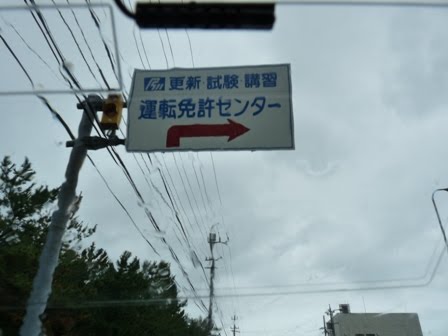 更新・試験・講習
運転免許センター